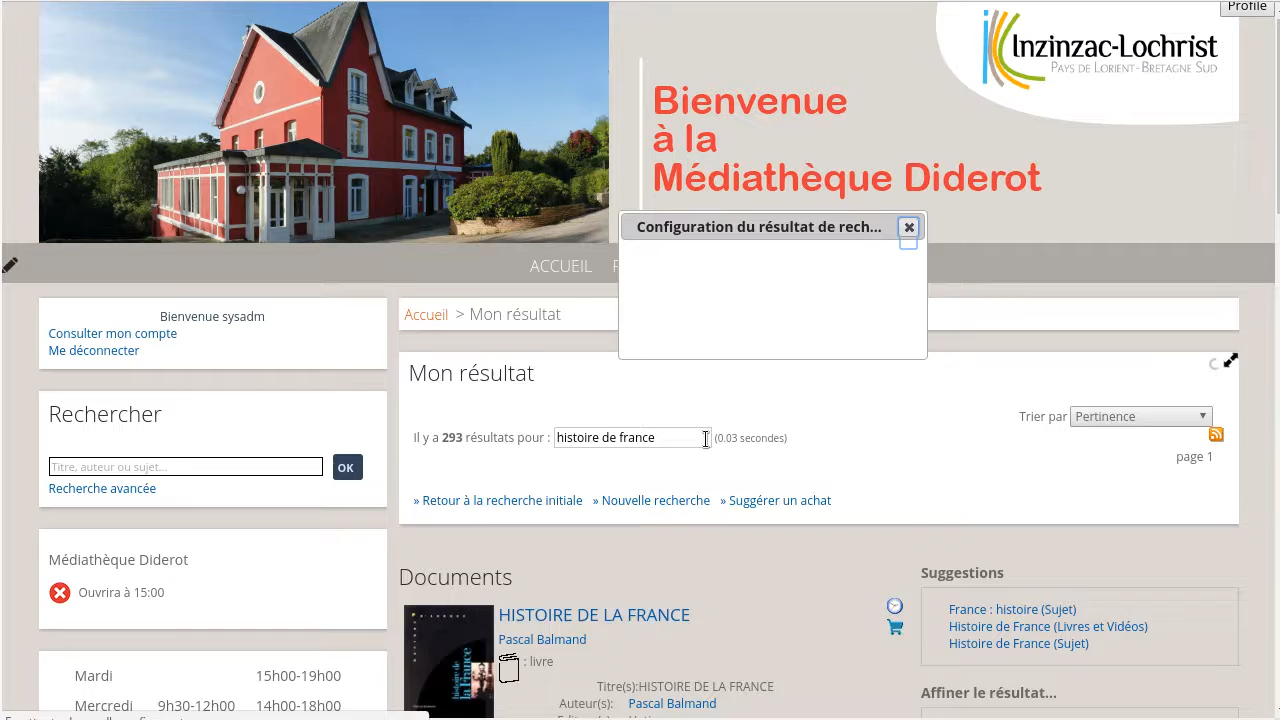 Profile
Inzinzac-Lochrist
PAYS DE LORIENT-BRETAGNE SUD
Bienvenue
à la
Médiathèque Diderot
Configuration du résultat de rech...
ACCUEIL
Bienvenue sysadm
Consulter mon compte
Me déconnecter
Accueil > Mon résultat
Rechercher
Titre, auteur ou sujet...
OK
Recherche avancée
Mon résultat
Trier par Pertinence
Il y a 293 résultats pour : histoire de france (0.03 secondes)
page 1
» Retour à la recherche initiale » Nouvelle recherche » Suggérer un achat
Médiathèque Diderot
Ouvrira à 15:00
Mardi 15h00-19h00
Mercredi 9h30-12h00 14h00-18h00
Documents
HISTOIRE DE LA FRANCE
Pascal Balmand
: livre
Titre(s):HISTOIRE DE LA FRANCE
Auteur(s): Pascal Balmand
histoire de
la France
Suggestions
France : histoire (Sujet)
Histoire de France (Livres et Vidéos)
Histoire de France (Sujet)
Affiner le résultat...